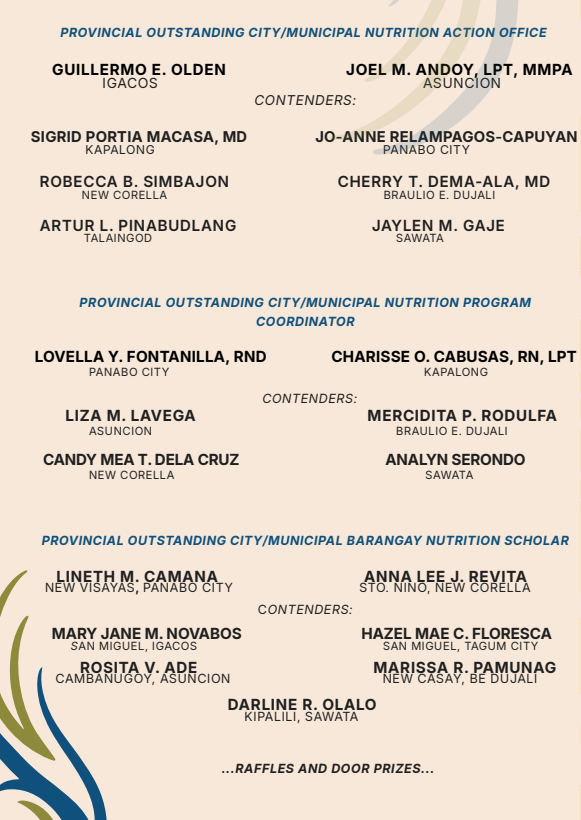 PROVINCIAL OUTSTANDING CITY/MUNICIPAL NUTRITION ACTION OFFICE
GUILLERMO E. OLDEN
IGACOS
JOEL M. ANDOY, LPT, MMPA
ASUNCION
CONTENDERS:
SIGRID PORTIA MACASA, MD
KAPALONG
JO-ANNE RELAMPAGOS-CAPUYAN
PANABO CITY
ROBECCA B. SIMBAJON
NEW CORELLA
CHERRY T. DEMA-ALA, MD
BRAULIO E. DUJALI
ARTUR L. PINABUDLANG
TALAINGOD
JAYLEN M. GAJE
SAWATA
PROVINCIAL OUTSTANDING CITY/MUNICIPAL NUTRITION PROGRAM
COORDINATOR
LOVELLA Y. FONTANILLA, RND
PANABO CITY
CHARISSE O. CABUSAS, RN, LPT
KAPALONG
CONTENDERS:
LIZA M. LAVEGA
ASUNCION
MERCIDITA P. RODULFA
BRAULIO E. DUJALI
CANDY MEA T. DELA CRUZ
NEW CORELLA
ANALYN SERONDO
SAWATA
PROVINCIAL OUTSTANDING CITY/MUNICIPAL BARANGAY NUTRITION SCHOLAR
LINETH M. CAMANA
NEW VISAYAS, PANABO CITY
ANNA LEE J. REVITA
STO. NINO, NEW CORELLA
CONTENDERS:
MARY JANE M. NOVABOS
SAN MIGUEL, IGACOS
HAZEL MAE C. FLORESCA
SAN MIGUEL, TAGUM CITY
ROSITA V. ADE
CAMBANUGOY, ASUNCION
MARISSA R. PAMUNAG
NEW CASAY, BE DUJALI
DARLINE R. OLALO
KIPALILI, SAWATA
...RAFFLES AND DOOR PRIZES...